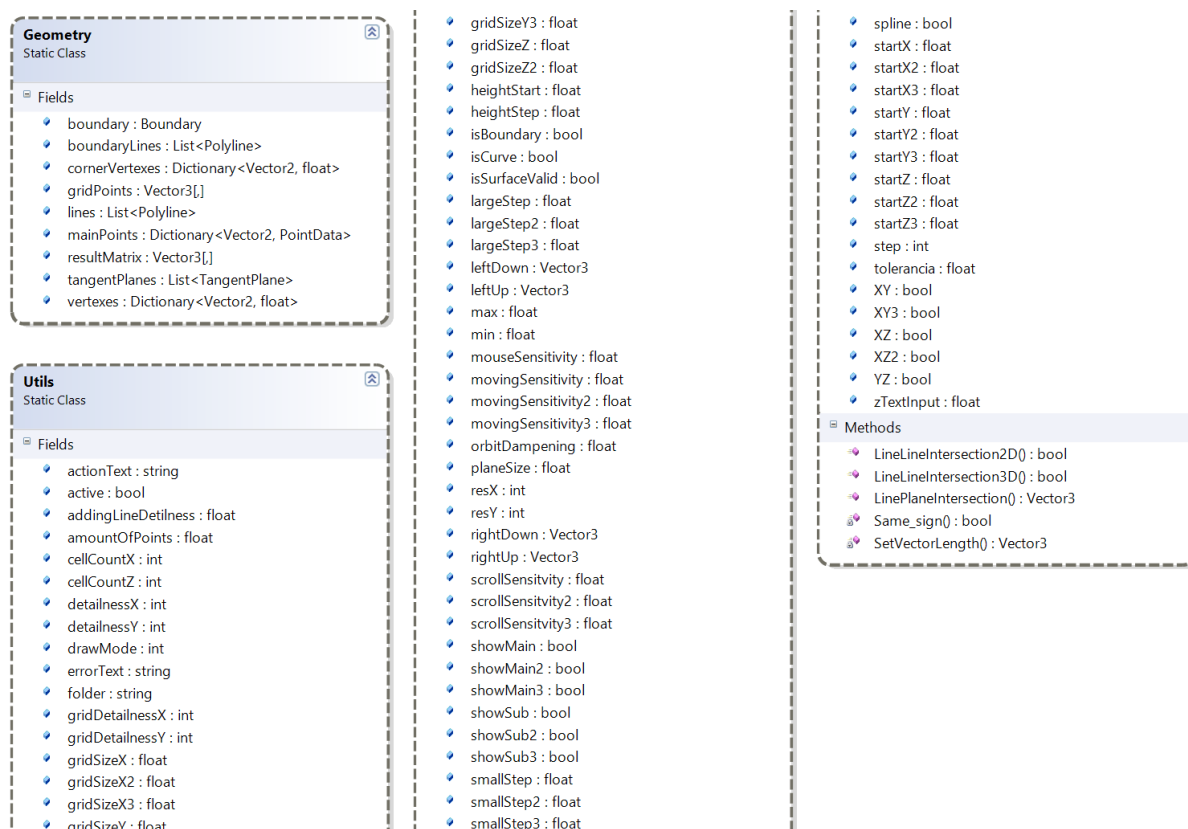 Geometry
Static Class
Fields
boundary : Boundary
boundaryLines : List<Polyline>
cornerVertexes : Dictionary<Vector2, float>
gridPoints : Vector3[,]
lines : List<Polyline>
mainPoints : Dictionary<Vector2, PointData>
resultMatrix : Vector3[,]
tangentPlanes : List<TangentPlane>
vertexes : Dictionary<Vector2, float>
Utils
Static Class
Fields
actionText : string
active : bool
addingLineDetilness : float
amountOfPoints : float
cellCountX : int
cellCountZ : int
detailnessX : int
detailnessY : int
drawMode : int
errorText : string
folder : string
gridDetailnessX : int
gridDetailnessY : int
gridSizeX : float
gridSizeX2 : float
gridSizeX3 : float
gridSizeY : float
gridSizeY3 : float
gridSizeZ : float
gridSizeZ2 : float
heightStart : float
heightStep : float
isBoundary : bool
isCurve : bool
isSurfaceValid : bool
largeStep : float
largeStep2 : float
largeStep3 : float
leftDown : Vector3
leftUp : Vector3
max : float
min : float
mouseSensitivity : float
movingSensitivity : float
movingSensitivity2 : float
movingSensitivity3 : float
orbitDampening : float
planeSize : float
resX : int
resY : int
rightDown : Vector3
rightUp : Vector3
scrollSensitvity : float
scrollSensitvity2 : float
scrollSensitvity3 : float
showMain : bool
showMain2 : bool
showMain3 : bool
showSub : bool
showSub2 : bool
showSub3 : bool
smallStep : float
smallStep2 : float
smallStep3 : float
spline : bool
startX : float
startX2 : float
startX3 : float
startY : float
startY2 : float
startY3 : float
startZ : float
startZ2 : float
startZ3 : float
step : int
tolerancia : float
XY : bool
XY3 : bool
XZ : bool
XZ2 : bool
YZ : bool
zTextInput : float
Methods
LineLineIntersection2D() : bool
LineLineIntersection3D() : bool
LinePlaneIntersection() : Vector3
Same_sign() : bool
SetVectorLength() : Vector3